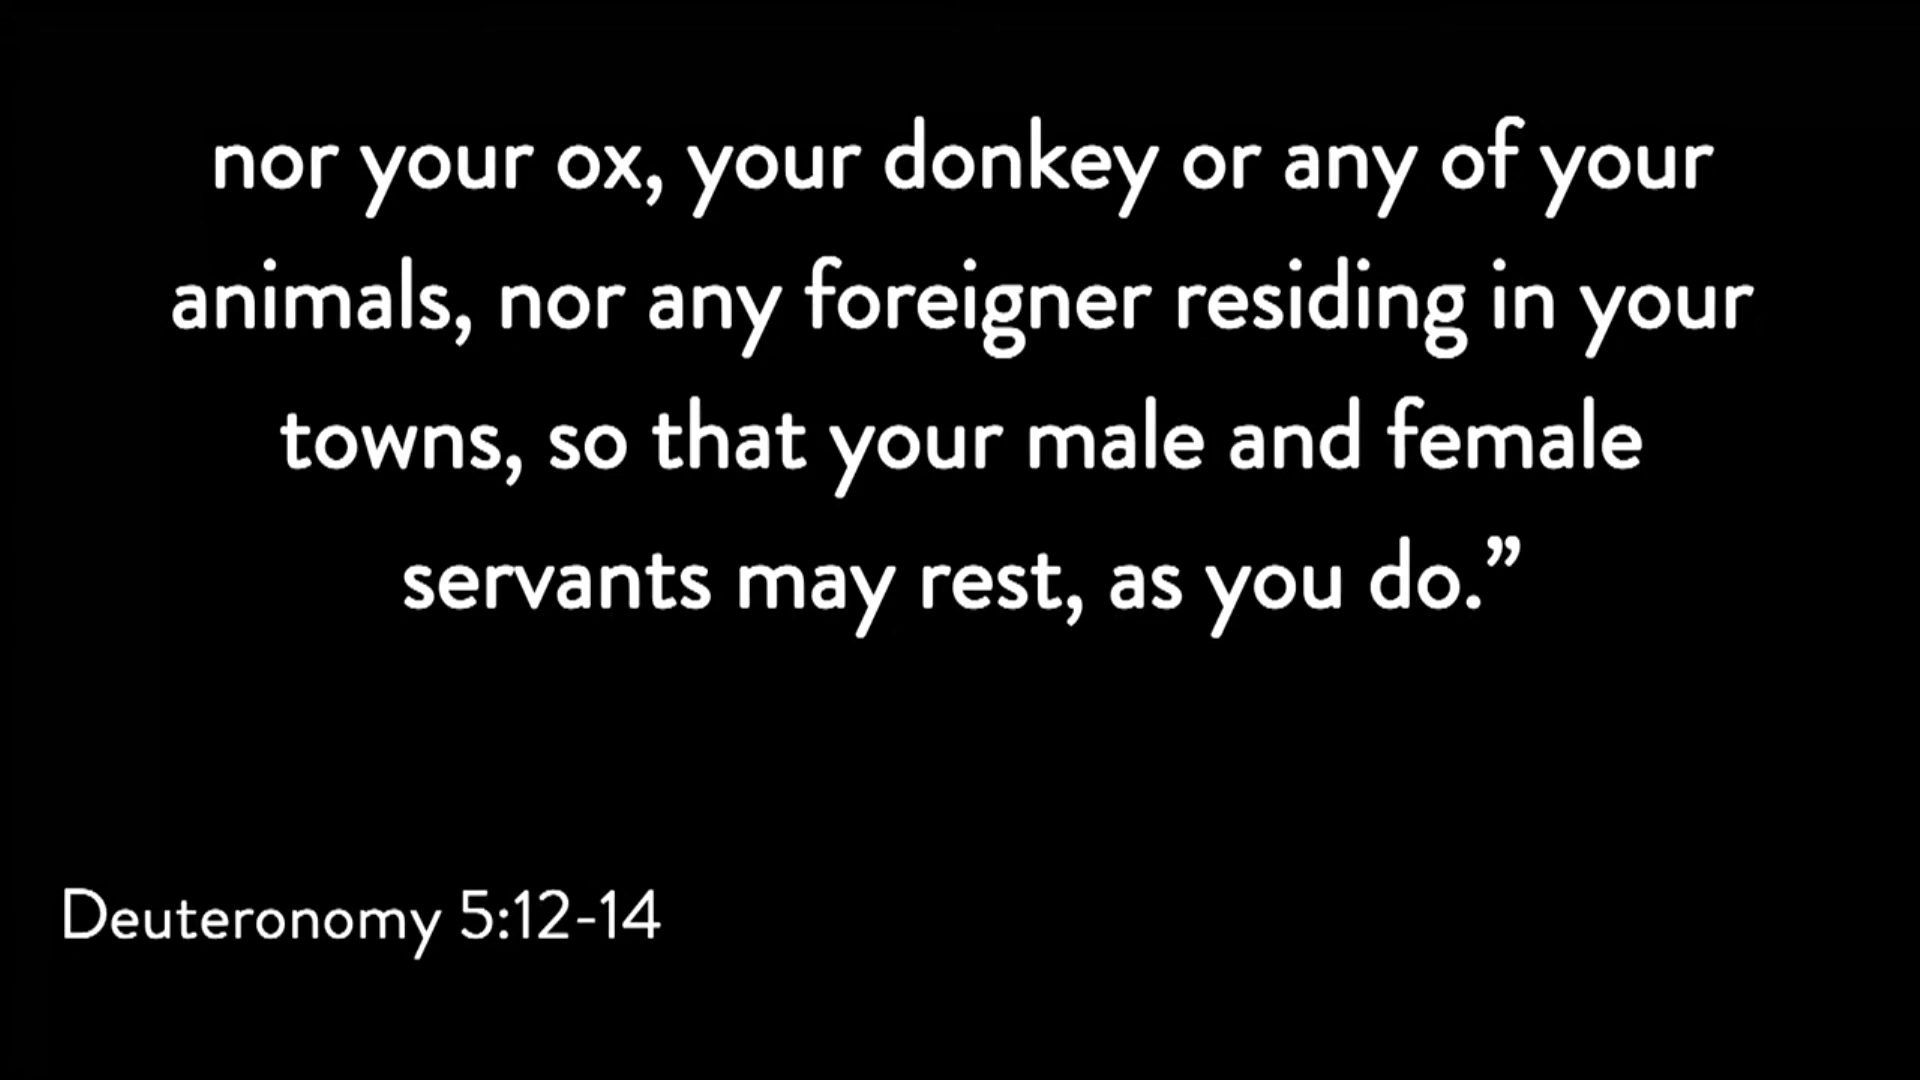 nor your ox, your donkey or any of your
animals, nor any foreigner residing in your
towns, so that your male and female
servants may rest, as you do.”
Deuteronomy 5:12-14